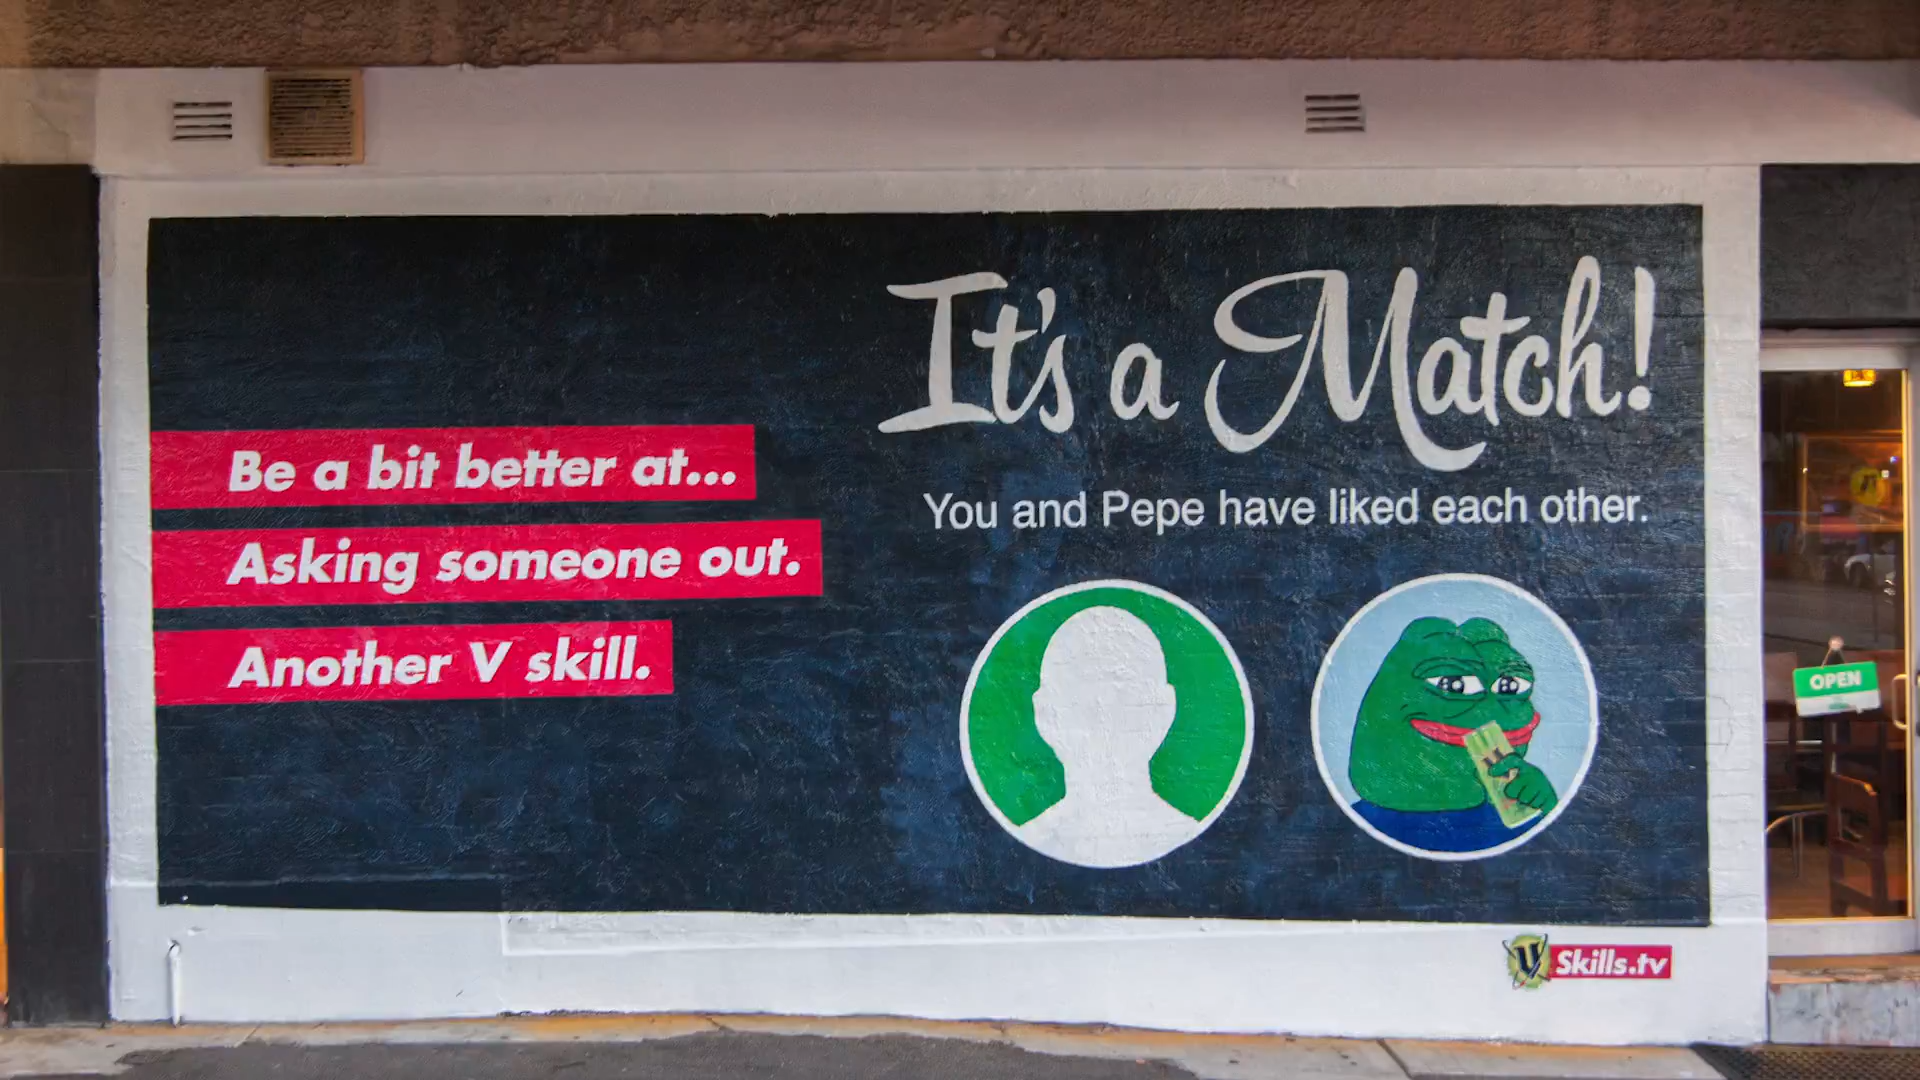 Be a bit better at...
Asking someone out.
Another V skill.
It's a Match!
You and Pepe have liked each other.
OPEN
V Skills.tv